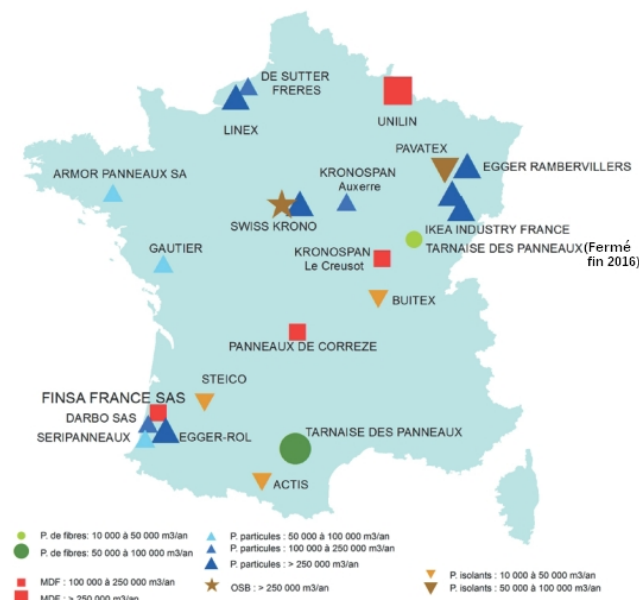 DE SUTTER
FRERES
LINEX
UNILIN
PAVATEX
EGGER RAMBERVILLERS
ARMOR PANNEAUX SA
KRONOSPAN
Auxerre
SWISS KRONO
IKEA INDUSTRY FRANCE
GAUTIER
KRONOSPAN
Le Creusot
TARNAISE DES PANNEAUX (Fermé
fin 2016)
BUITEX
PANNEAUX DE CORREZE
STEICO
FINSA FRANCE SAS
DARBO SAS
SERIPANNEAUX
EGGER-ROL
TARNAISE DES PANNEAUX
ACTIS
P. de fibres: 10 000 à 50 000 m3/an
P. de fibres: 50 000 à 100 000 m3/an
MDF : 100 000 à 250 000 m3/an
MDF : > 250 000 m3/an
P. particules : 50 000 à 100 000 m3/an
P. particules : 100 000 à 250 000 m3/an
P. particules : > 250 000 m3/an
OSB : > 250 000 m3/an
P. isolants : 10 000 à 50 000 m3/an
P. isolants : 50 000 à 100 000 m3/an